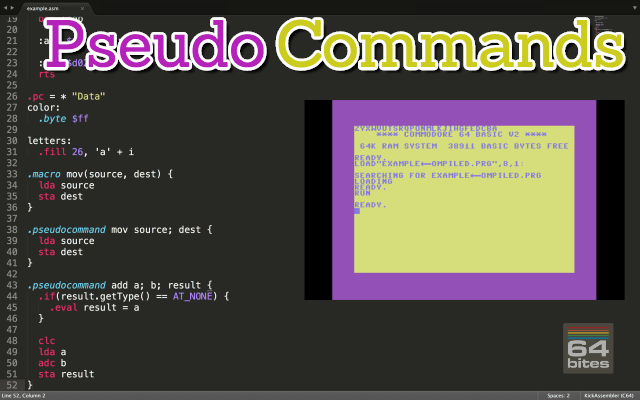 example.asm
Pseudo Commands
19
20
21
22
23
24 rts
25
26 .pc = * "Data"
27 color:
28 .byte $ff
29
30 letters:
31 .fill 26, 'a' + i
32
33 .macro mov(source, dest) {
34 lda source
35 sta dest
36 }
37
38 .pseudocommand mov source; dest {
39 lda source
40 sta dest
41 }
42
43 .pseudocommand add a; b; result {
44 .if(result.getType() == AT_NONE) {
45 .eval result = a
46 }
47
48 clc
49 lda a
50 adc b
51 sta result
52 }
ZYXWVUTSRQPONMLKJIHGFEDCBA
**** COMMODORE 64 BASIC V2 ****
64K RAM SYSTEM 38911 BASIC BYTES FREE
READY.
LOAD"EXAMPLE←OMPILED.PRG",8,1:
SEARCHING FOR EXAMPLE←OMPILED.PRG
LOADING
READY.
RUN
READY.
64
bites
Line 52, Column 2
Spaces: 2
KickAssembler (C64)